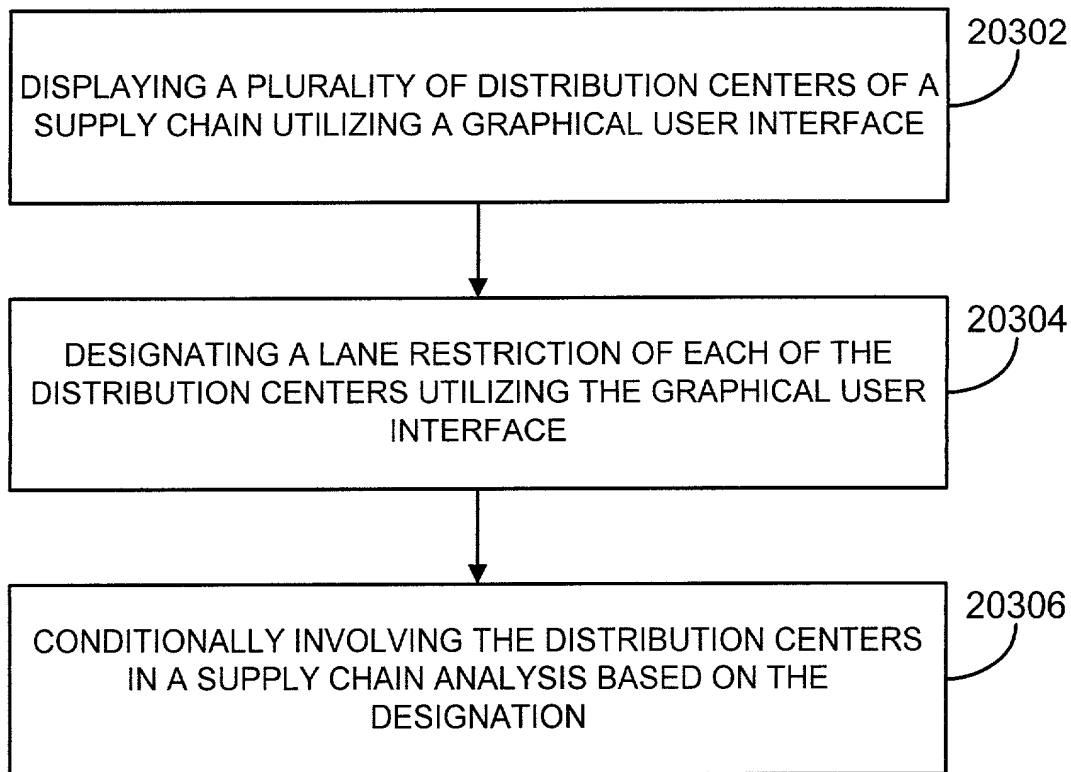 20302
DISPLAYING A PLURALITY OF DISTRIBUTION CENTERS OF A
SUPPLY CHAIN UTILIZING A GRAPHICAL USER INTERFACE
20304
DESIGNATING A LANE RESTRICTION OF EACH OF THE
DISTRIBUTION CENTERS UTILIZING THE GRAPHICAL USER
INTERFACE
20306
CONDITIONALLY INVOLVING THE DISTRIBUTION CENTERS
IN A SUPPLY CHAIN ANALYSIS BASED ON THE
DESIGNATION